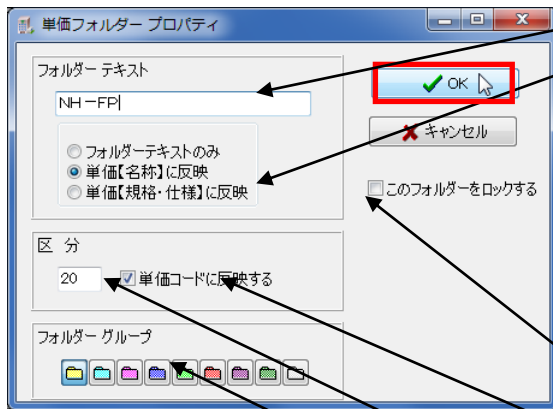 単価フォルダー プロパティ
フォルダー テキスト
NH－FP
OK
キャンセル
フォルダーテキストのみ
単価【名称】に反映
単価【規格・仕様】に反映
このフォルダーをロックする
区 分
20
単価コードに反映する
フォルダー グループ